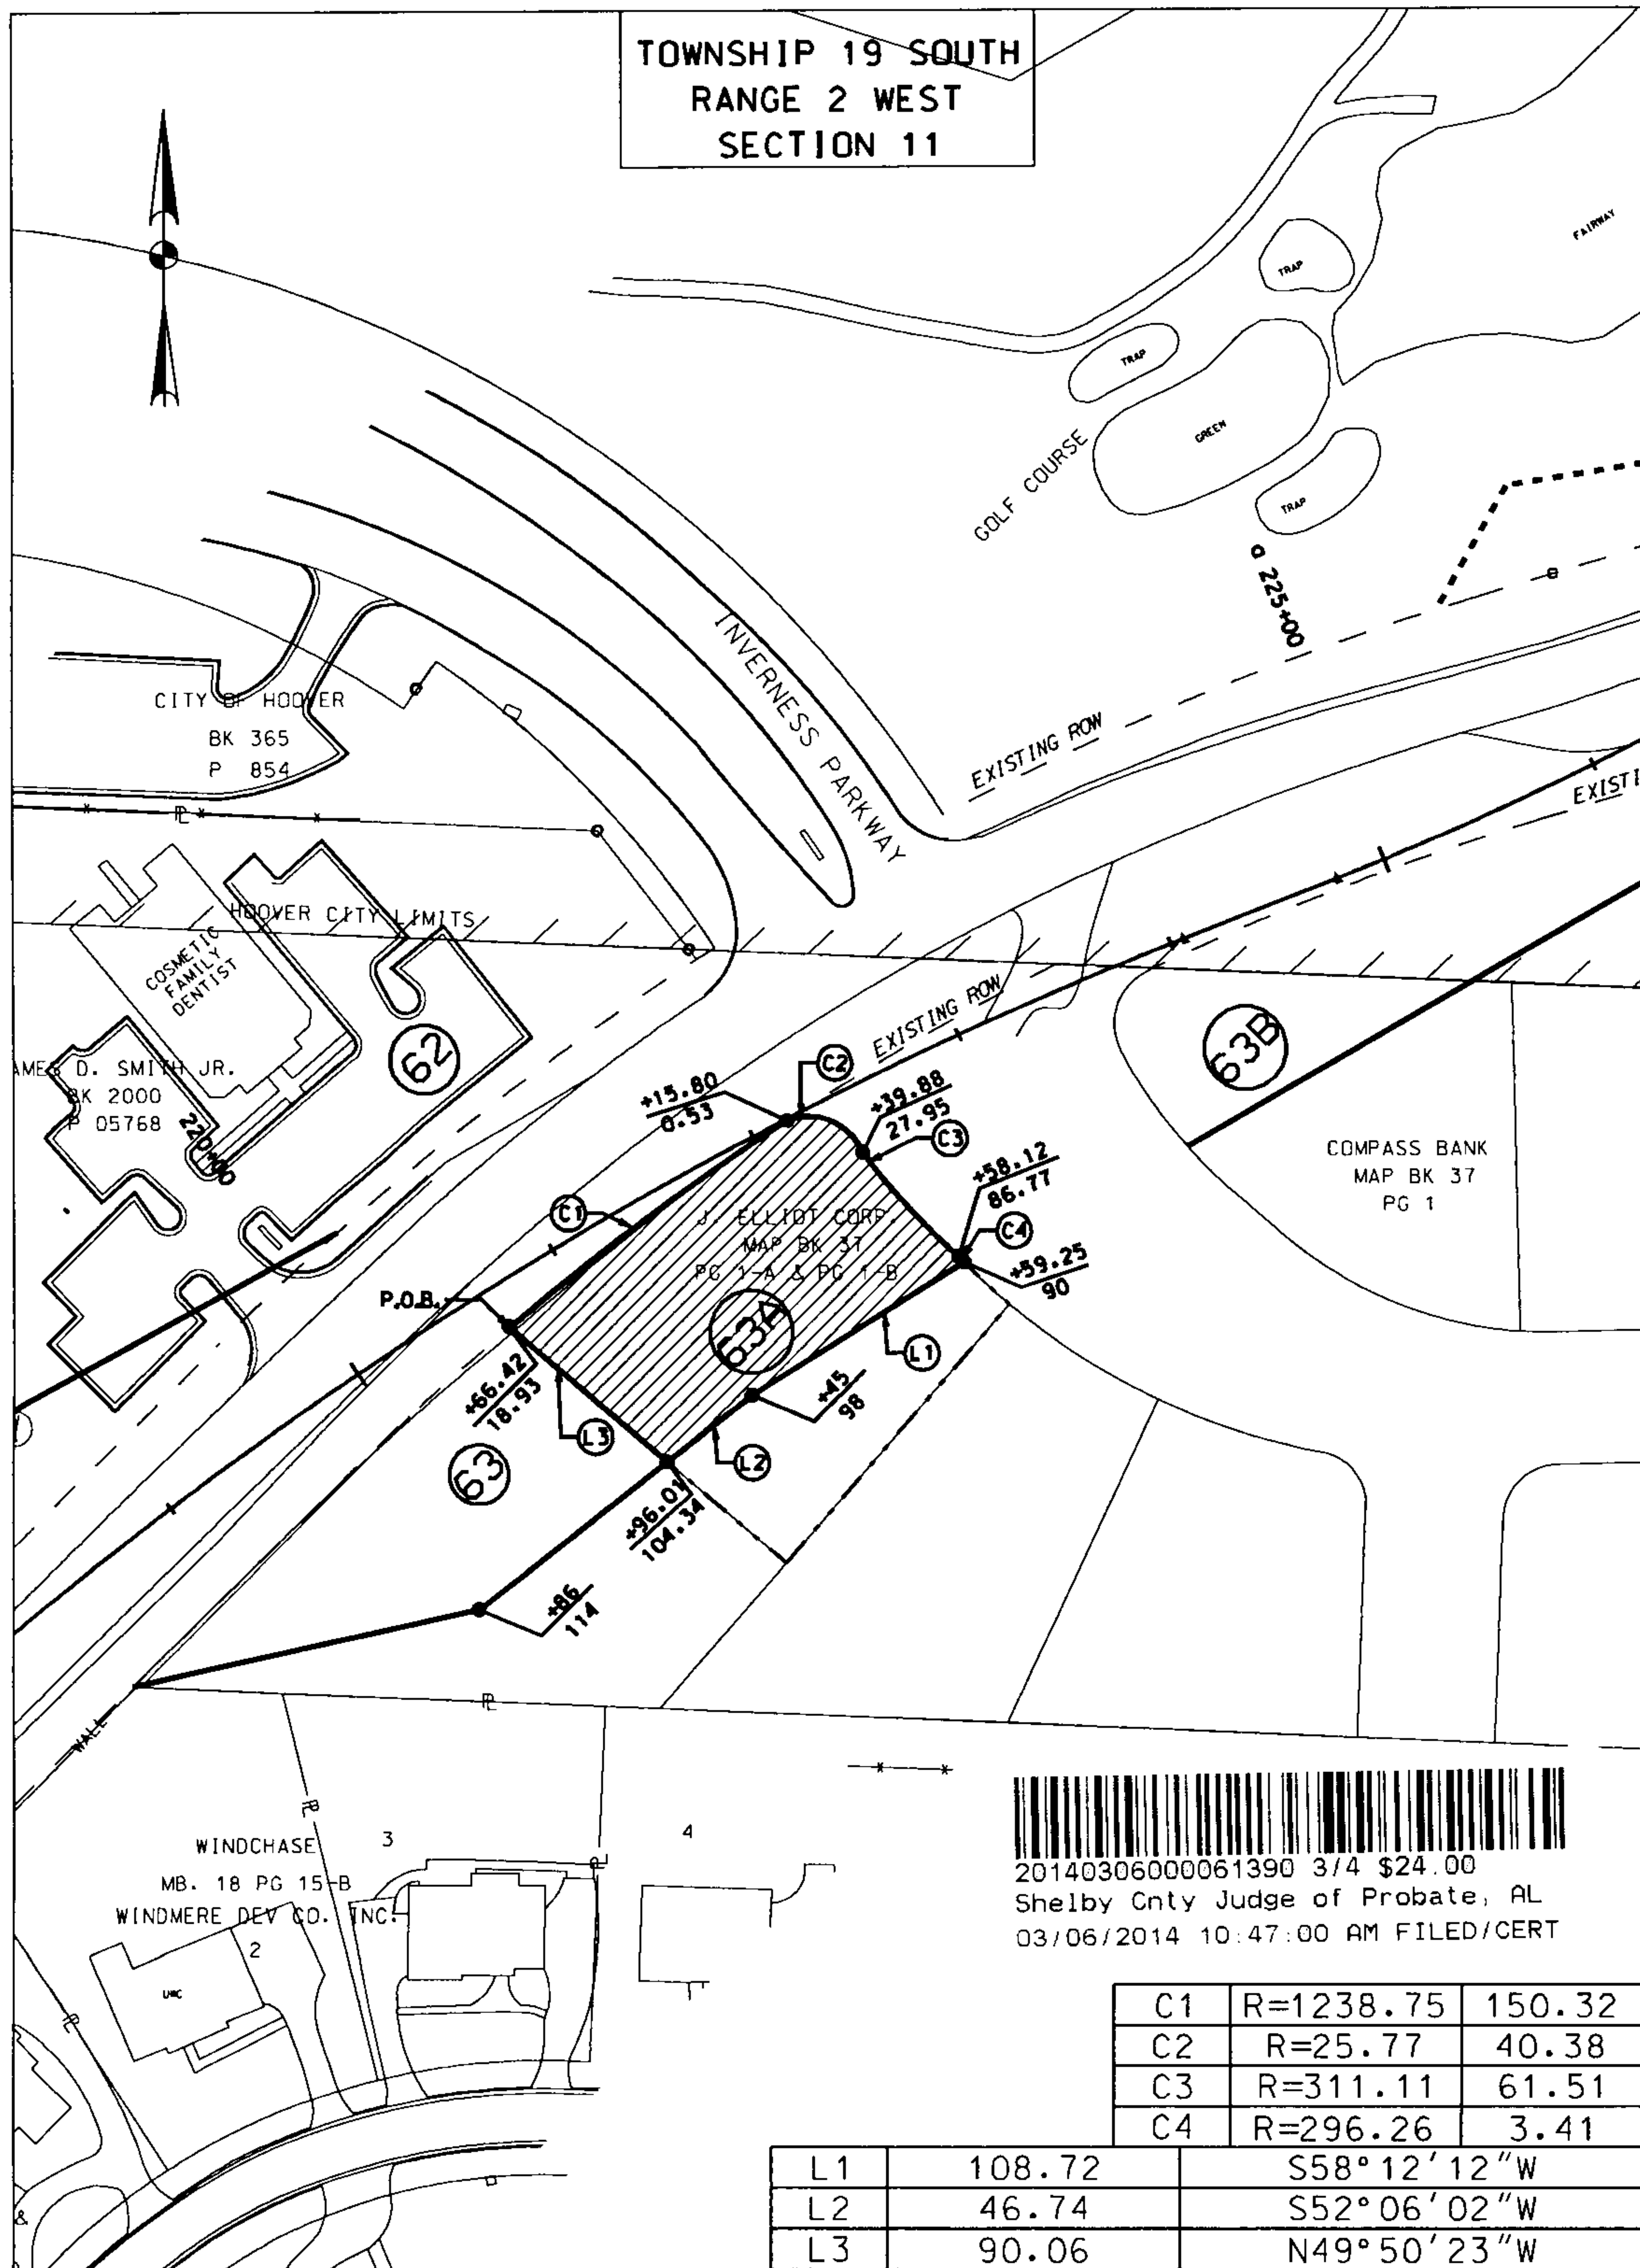 TOWNSHIP 19 SOUTH
RANGE 2 WEST
SECTION 11
FAIRWAY
TRAP
TRAP
GREEN
TRAP
GOLF COURSE
225+00
INVERNESS PARKWAY
CITY OF HOOVER
BK 365
P 854
EXISTING ROW
EXISTI
PL
HOOVER CITY LIMITS
COSMETIC
FAMILY
DENTIST
62
AMES D. SMITH JR.
BK 2000
P 05768
220+00
EXISTING ROW
63B
COMPASS BANK
MAP BK 37
PG 1
C2
+15.80
0.53
+39.88
27.95
C3
+58.12
86.77
C4
+59.25
90
C1
J. ELLIOT CORP.
MAP BK 37
PG 1-A & PG 1-B
63A
P.O.B.
L1
+45
98
+66.42
18.93
L3
L2
63
+96.01
104.34
+86
114
PL
WALL
PL
WINDCHASE
MB. 18 PG 15-B
WINDMERE DEV CO. INC.
3
4
2
PL
20140306000061390 3/4 $24.00
Shelby Cnty Judge of Probate, AL
03/06/2014 10:47:00 AM FILED/CERT
C1 R=1238.75 150.32
C2 R=25.77 40.38
C3 R=311.11 61.51
C4 R=296.26 3.41
L1 108.72 S58°12'12"W
L2 46.74 S52°06'02"W
L3 90.06 N49°50'23"W
&